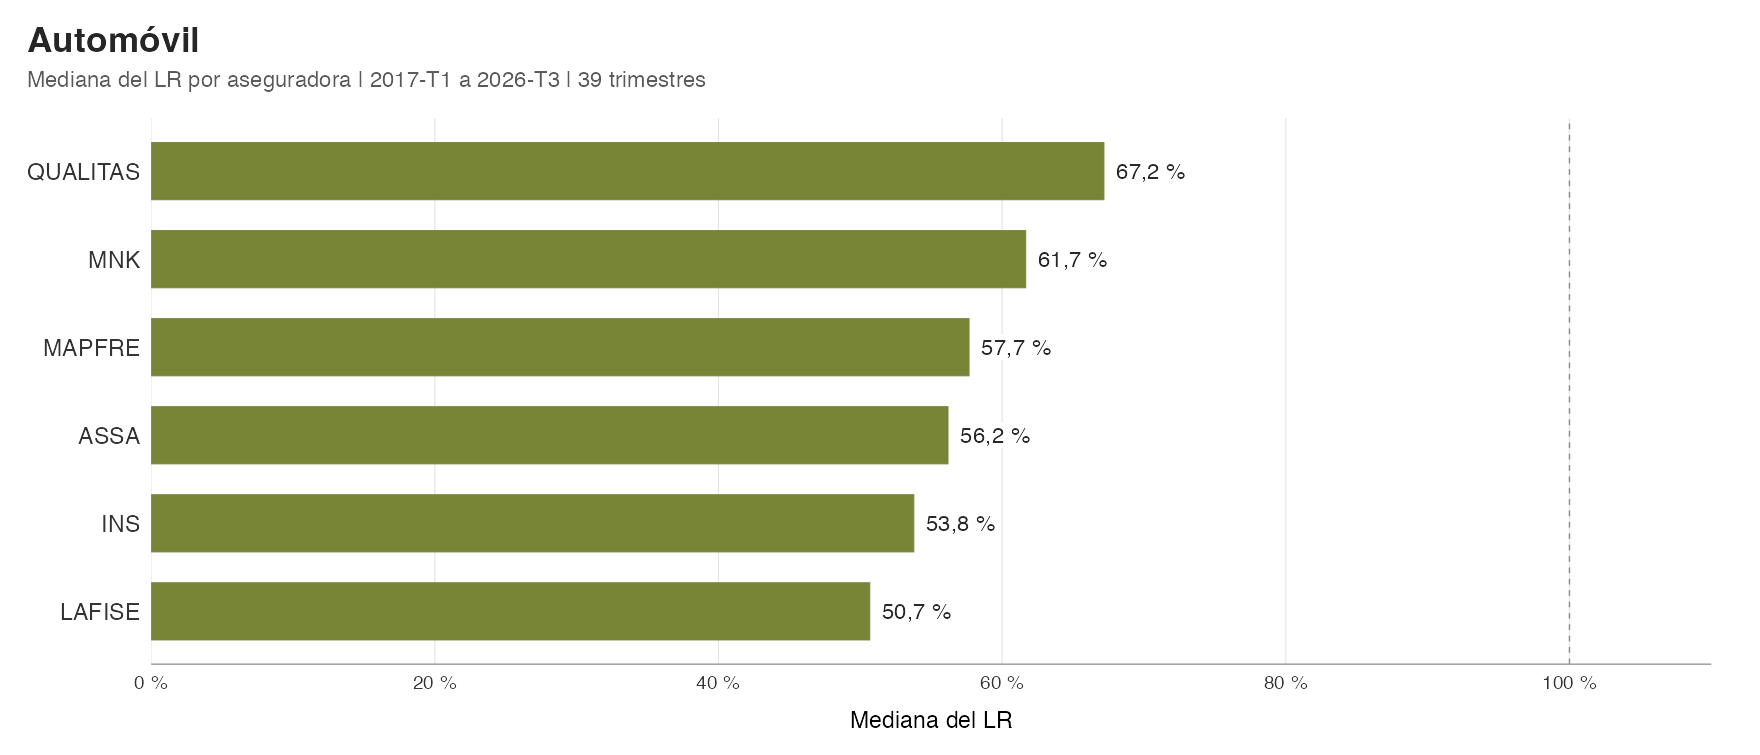 Automóvil
Mediana del LR por aseguradora | 2017-T1 a 2026-T3 | 39 trimestres
QUALITAS 67,2 %
MNK 61,7 %
MAPFRE 57,7 %
ASSA 56,2 %
INS 53,8 %
LAFISE 50,7 %
0 % 20 % 40 % 60 % 80 % 100 %
Mediana del LR